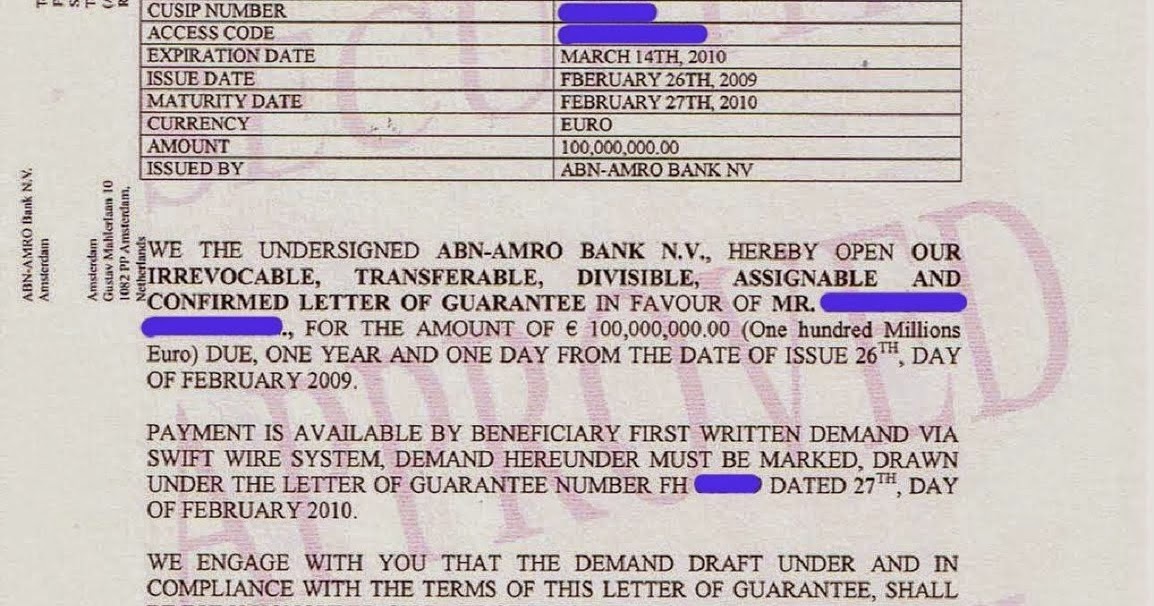 CUSIP NUMBER
ACCESS CODE
EXPIRATION DATE MARCH 14TH, 2010
ISSUE DATE FBERUARY 26TH, 2009
MATURITY DATE FEBRUARY 27TH, 2010
CURRENCY EURO
AMOUNT 100,000,000.00
ISSUED BY ABN-AMRO BANK NV
ABN-AMRO Bank N.V.
Amsterdam
Amsterdam
Gustav Mahlerlaan 10
1082 PP Amsterdam,
Netherlands
WE THE UNDERSIGNED ABN-AMRO BANK N.V., HEREBY OPEN OUR
IRREVOCABLE, TRANSFERABLE, DIVISIBLE, ASSIGNABLE AND
CONFIRMED LETTER OF GUARANTEE IN FAVOUR OF MR.
., FOR THE AMOUNT OF € 100,000,000.00 (One hundred Millions
Euro) DUE, ONE YEAR AND ONE DAY FROM THE DATE OF ISSUE 26TH, DAY
OF FEBRUARY 2009.
PAYMENT IS AVAILABLE BY BENEFICIARY FIRST WRITTEN DEMAND VIA
SWIFT WIRE SYSTEM, DEMAND HEREUNDER MUST BE MARKED, DRAWN
UNDER THE LETTER OF GUARANTEE NUMBER FH DATED 27TH, DAY
OF FEBRUARY 2010.
WE ENGAGE WITH YOU THAT THE DEMAND DRAFT UNDER AND IN
COMPLIANCE WITH THE TERMS OF THIS LETTER OF GUARANTEE, SHALL
APPROVED